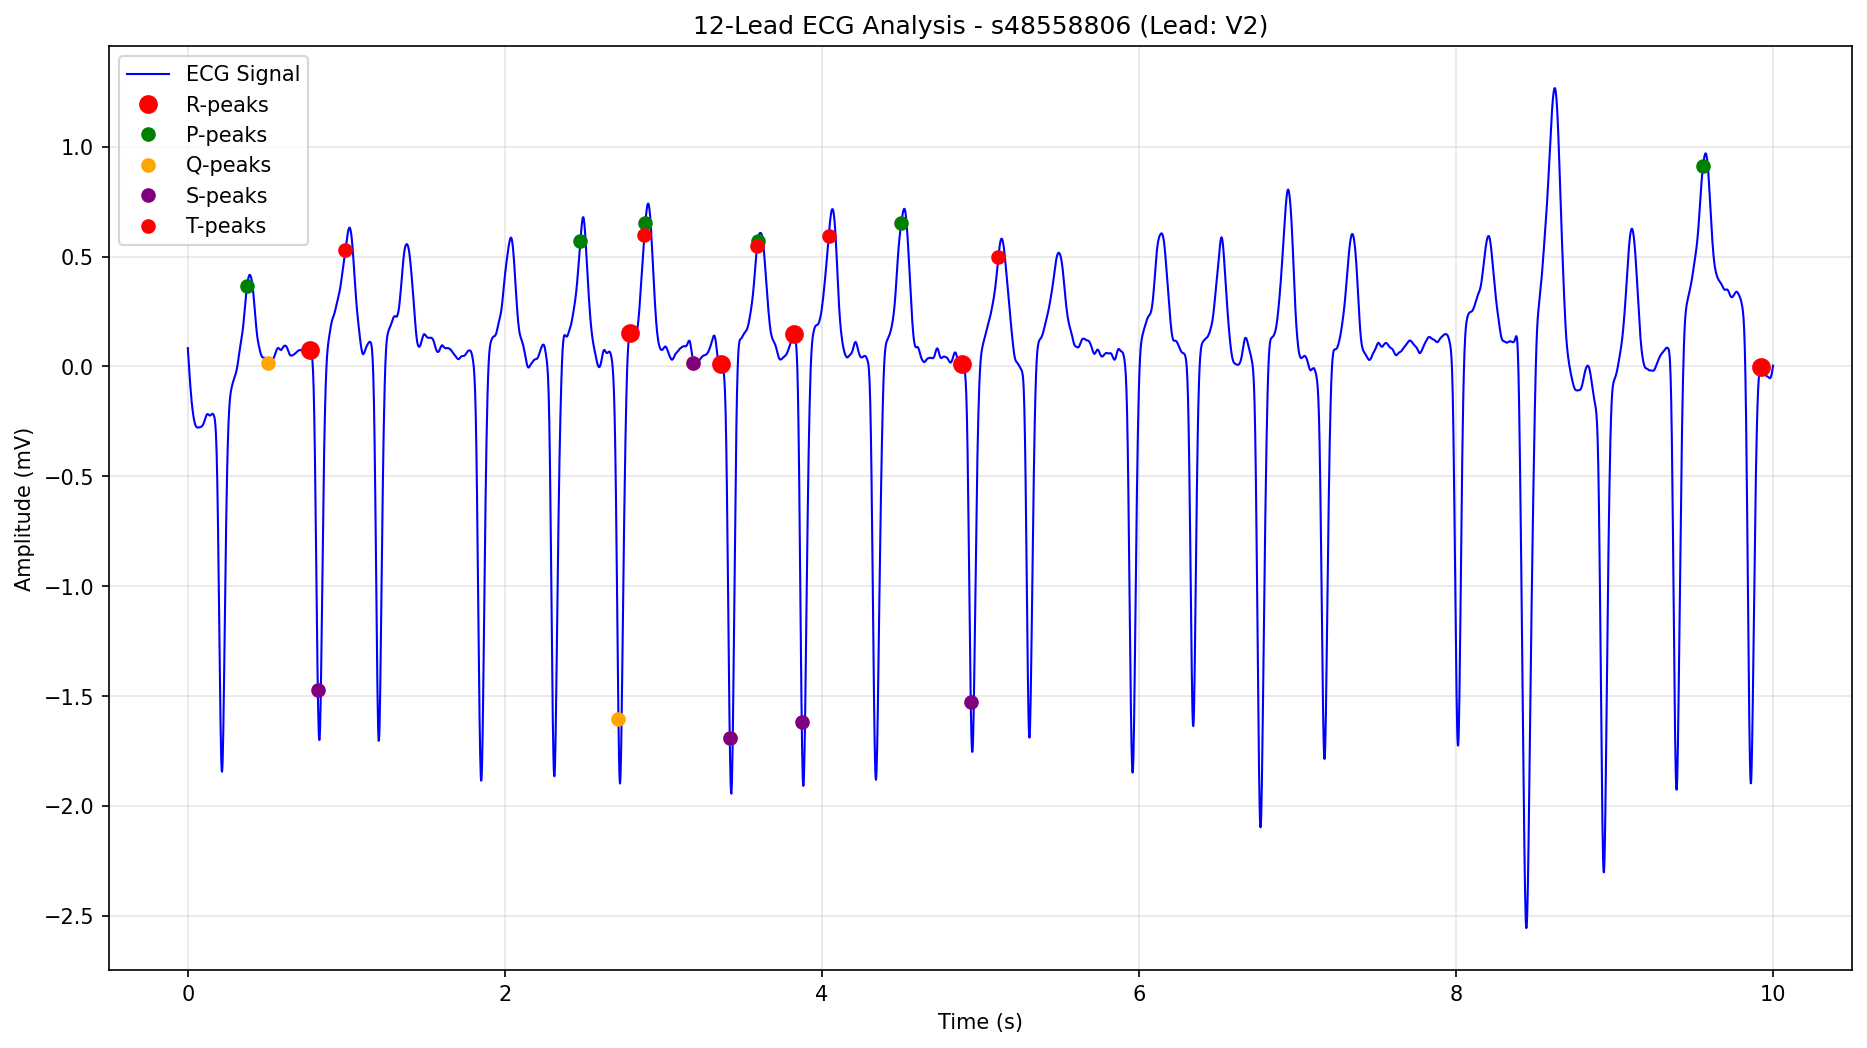 12-Lead ECG Analysis - s48558806 (Lead: V2)
ECG Signal
R-peaks
P-peaks
Q-peaks
S-peaks
T-peaks
1.0
0.5
0.0
−0.5
−1.0
−1.5
−2.0
−2.5
Amplitude (mV)
0 2 4 6 8 10
Time (s)